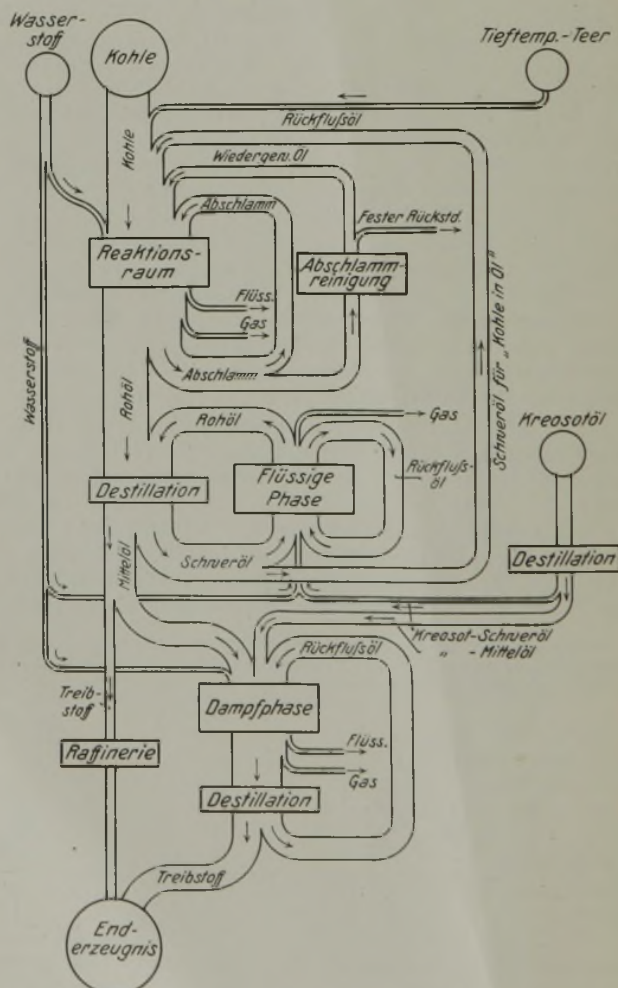 Wasser-
stoff
Kohle
Tieftemp.-Teer
Rückflußöl
Kohle
Wiedergew. Öl
Abschlamm
Fester Rückstd.
Reaktions-
raum
Abschlamm-
reinigung
Flüss.
Gas
Schweröl für „Kohle in Öl"
Wasserstoff
Abschlamm
Rohöl
Rohöl
Gas
Kreosotöl
Destillation
Flüssige
Phase
Rückfluß-
öl
Schweröl
Destillation
Mittelöl
Kreosot-Schweröl
„ -Mittelöl
Rückflußöl
Treib-
stoff
Dampfphase
Flüss.
Gas
Raffinerie
Destillation
Treibstoff
End-
erzeugnis